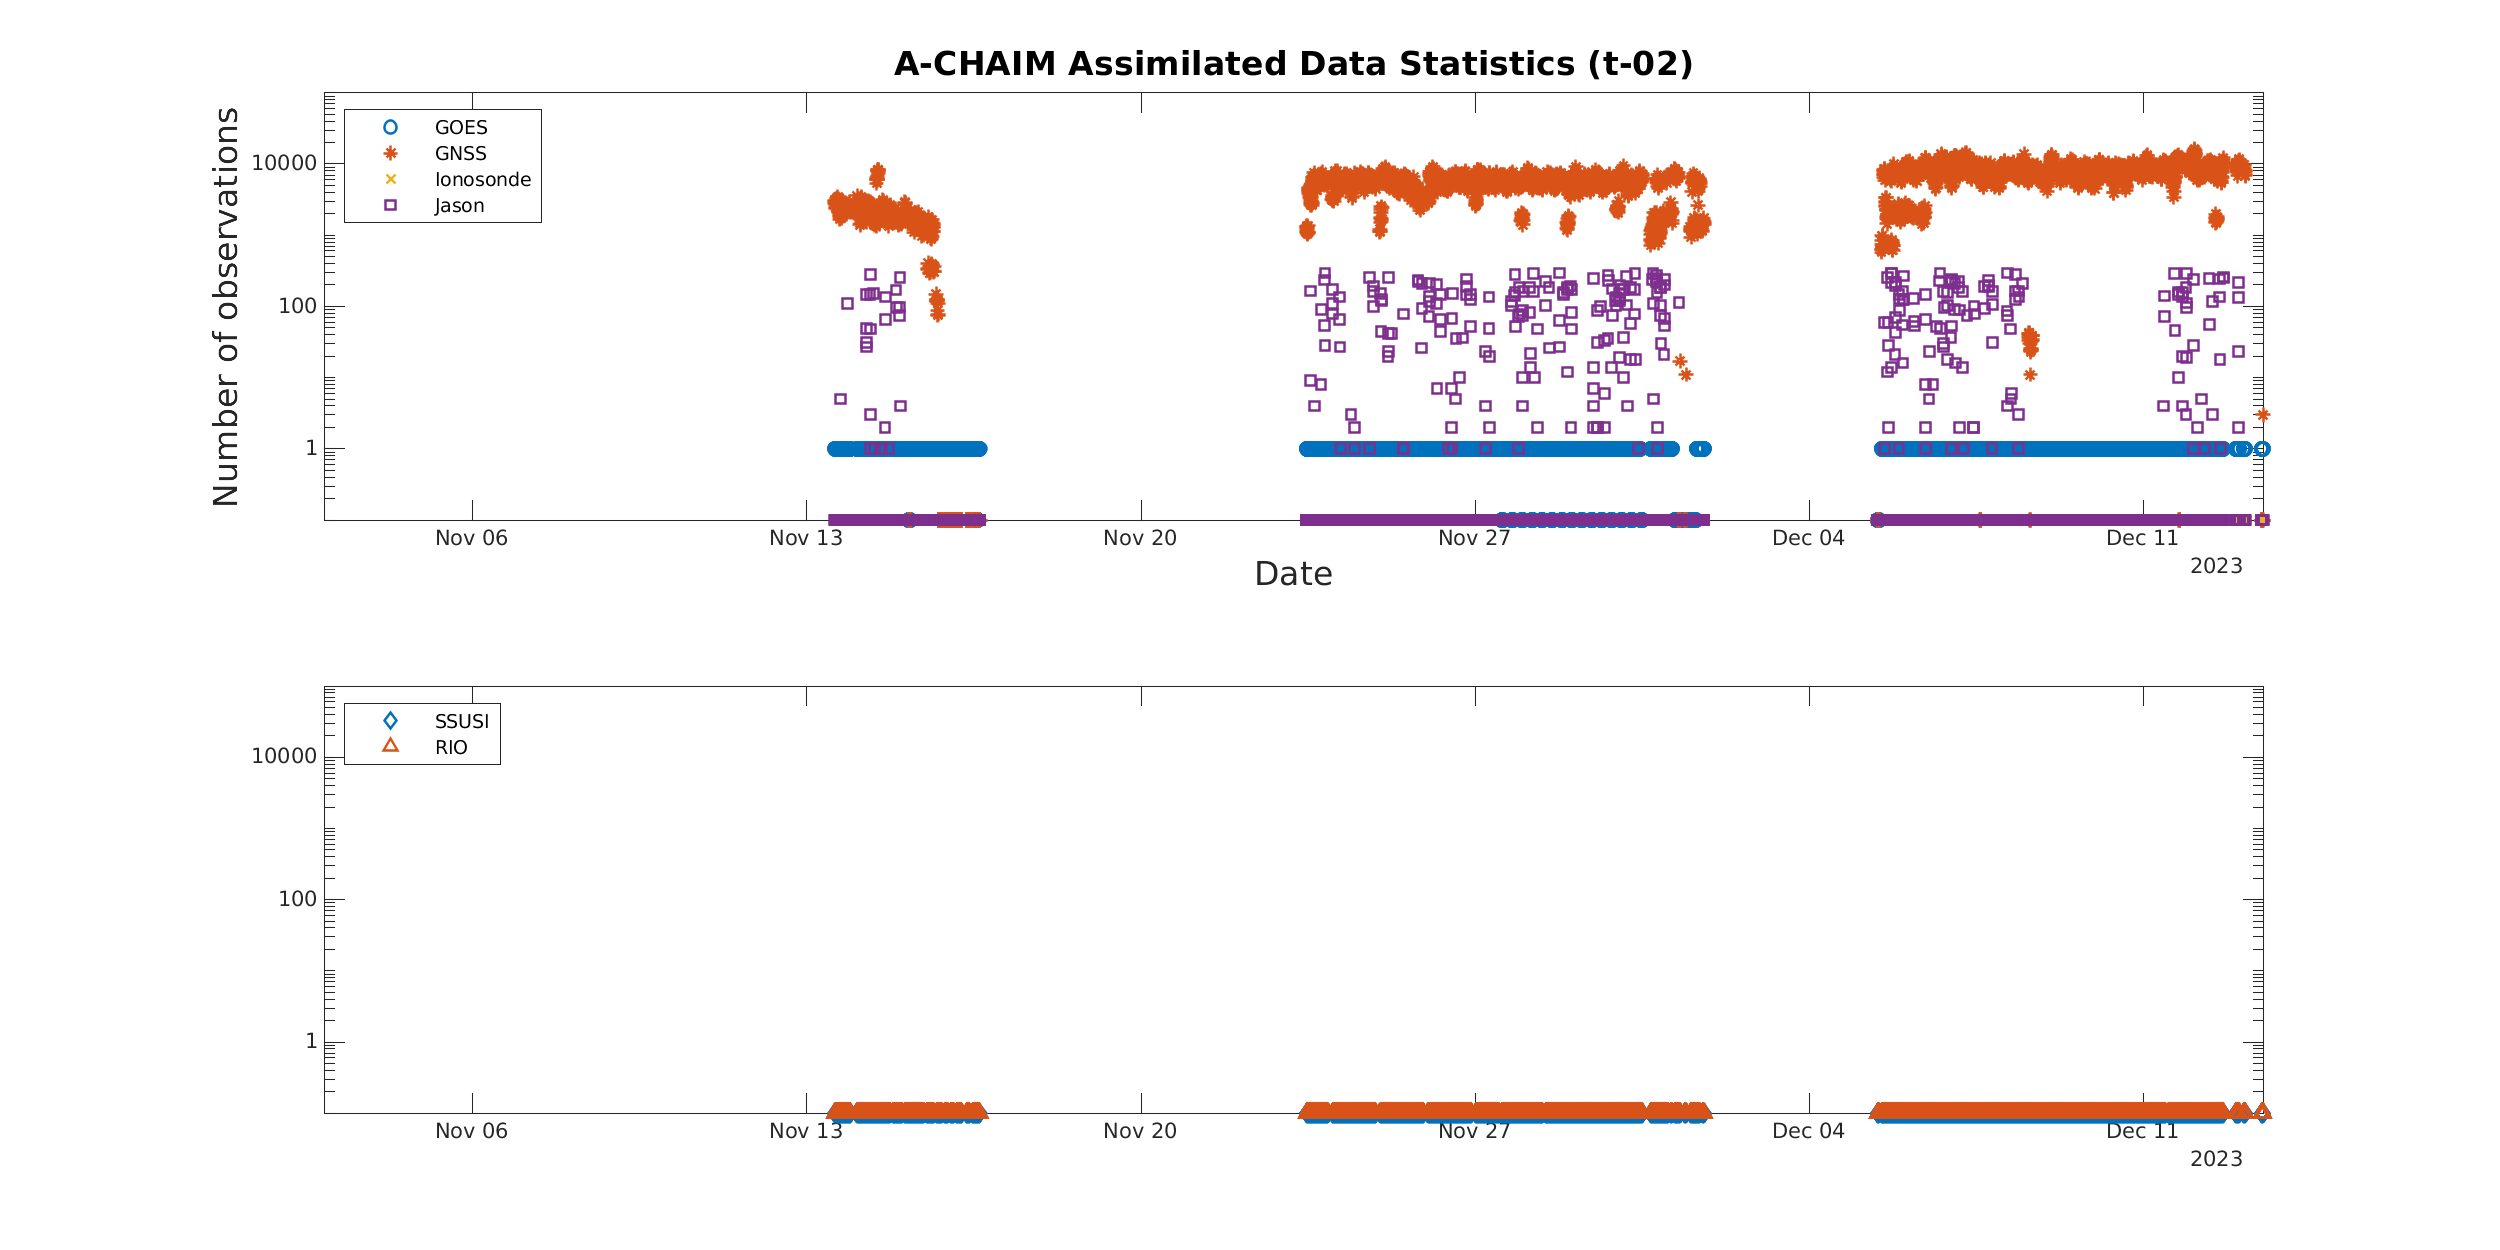 A-CHAIM Assimilated Data Statistics (t-02)
Number of observations
10000
100
1
GOES
GNSS
Ionosonde
Jason
Nov 06
Nov 13
Nov 20
Nov 27
Dec 04
Dec 11
2023
Date
10000
100
1
SSUSI
RIO
Nov 06
Nov 13
Nov 20
Nov 27
Dec 04
Dec 11
2023